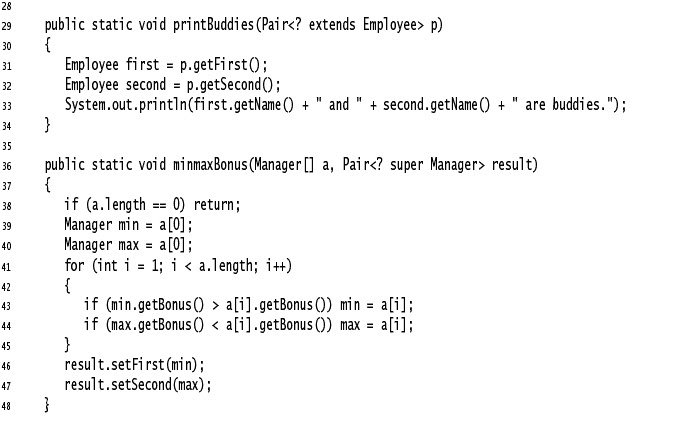 28
29 public static void printBuddies(Pair<? extends Employee> p)
30 {
31 Employee first = p.getFirst();
32 Employee second = p.getSecond();
33 System.out.println(first.getName() + " and " + second.getName() + " are buddies.");
34 }
35
36 public static void minmaxBonus(Manager[] a, Pair<? super Manager> result)
37 {
38 if (a.length == 0) return;
39 Manager min = a[0];
40 Manager max = a[0];
41 for (int i = 1; i < a.length; i++)
42 {
43 if (min.getBonus() > a[i].getBonus()) min = a[i];
44 if (max.getBonus() < a[i].getBonus()) max = a[i];
45 }
46 result.setFirst(min);
47 result.setSecond(max);
48 }